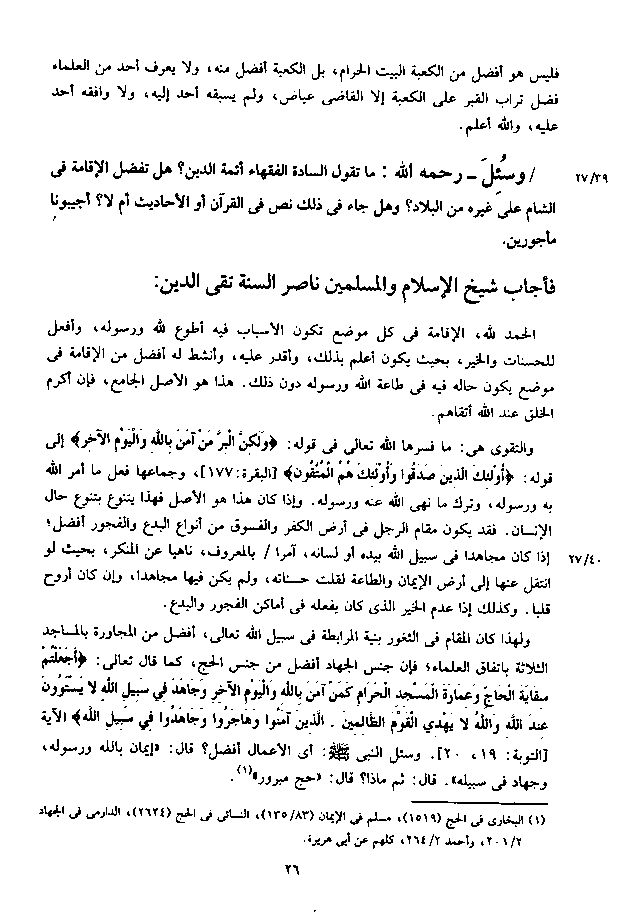 فليس هو أفضل من الكعبة البيت الحرام، بل الكعبة أفضل منه، ولا يعرف أحد من العلماء
فضل تراب القبر على الكعبة إلا القاضى عياض، ولم يسبقه أحد إليه، ولا وافقه أحد
عليه، والله أعلم.
٢٧/٣٩
/ وسُئِلَ ــ رحمه الله : ما تقول السادة الفقهاء أئمة الدين؟ هل تفضل الإقامة فى
الشام على غيره من البلاد؟ وهل جاء فى ذلك نص فى القرآن أو الأحاديث أم لا؟ أجيبونا
مأجورين.
فأجاب شيخ الإسلام والمسلمين ناصر السنة تقى الدين:
الحمد لله، الإقامة فى كل موضع تكون الأسباب فيه أطوع لله ورسوله، وأفعل
للحسنات والخير، بحيث يكون أعلم بذلك، وأقدر عليه، وأنشط له أفضل من الإقامة فى
موضع يكون حاله فيه فى طاعة الله ورسوله دون ذلك. هذا هو الأصل الجامع، فإن أكرم
الخلق عند الله أتقاهم.
والتقوى هى: ما فسرها الله تعالى فى قوله: ﴿وَلَكِنَّ الْبِرَّ مَنْ آمَنَ بِاللَّهِ وَالْيَوْمِ الآخِرِ﴾ إلى
قوله: ﴿أُوْلَئِكَ الَّذِينَ صَدَقُوا وَأُوْلَئِكَ هُمُ الْمُتَّقُونَ﴾ [البقرة: ١٧٧]، وجماعها فعل ما أمر الله
به ورسوله، وترك ما نهى الله عنه ورسوله. وإذا كان هذا هو الأصل فهذا يتنوع بتنوع حال
الإنسان. فقد يكون مقام الرجل فى أرض الكفر والفسوق من أنواع البدع والفجور أفضل؛
٢٧/٤٠
إذا كان مجاهدا فى سبيل الله بيده أو لسانه، آمرا / بالمعروف، ناهيا عن المنكر، بحيث لو
انتقل عنها إلى أرض الإيمان والطاعة لقلت حسناته، ولم يكن فيها مجاهدا، وإن كان أروح
قلبا. وكذلك إذا عدم الخير الذى كان يفعله فى أماكن الفجور والبدع.
ولهذا كان المقام فى الثغور بنية المرابطة فى سبيل الله تعالى، أفضل من المجاورة بالمساجد
الثلاثة باتفاق العلماء؛ فإن جنس الجهاد أفضل من جنس الحج، كما قال تعالى: ﴿أَجَعَلْتُمْ
سِقَايَةَ الْحَاجِّ وَعِمَارَةَ الْمَسْجِدِ الْحَرَامِ كَمَنْ آمَنَ بِاللَّهِ وَالْيَوْمِ الآخِرِ وَجَاهَدَ فِي سَبِيلِ اللَّهِ لا يَسْتَوُونَ
عِندَ اللَّهِ وَاللَّهُ لا يَهْدِي الْقَوْمَ الظَّالِمِينَ . الَّذِينَ آمَنُوا وَهَاجَرُوا وَجَاهَدُوا فِي سَبِيلِ اللَّهِ﴾ الآية
[التوبة: ١٩، ٢٠]. وسئل النبى ﷺ: أى الأعمال أفضل؟ قال: «إيمان بالله ورسوله،
وجهاد فى سبيله». قال: ثم ماذا؟ قال: «حج مبرور»(١).
(١) البخارى فى الحج (١٥١٩)، مسلم فى الإيمان (٨٣/ ١٣٥)، النسائى فى الحج (٢٦٢٤)، الدارمى فى الجهاد
٢/ ٢٠١، وأحمد ٢/ ٢٦٤، كلهم عن أبى هريرة.
٢٦